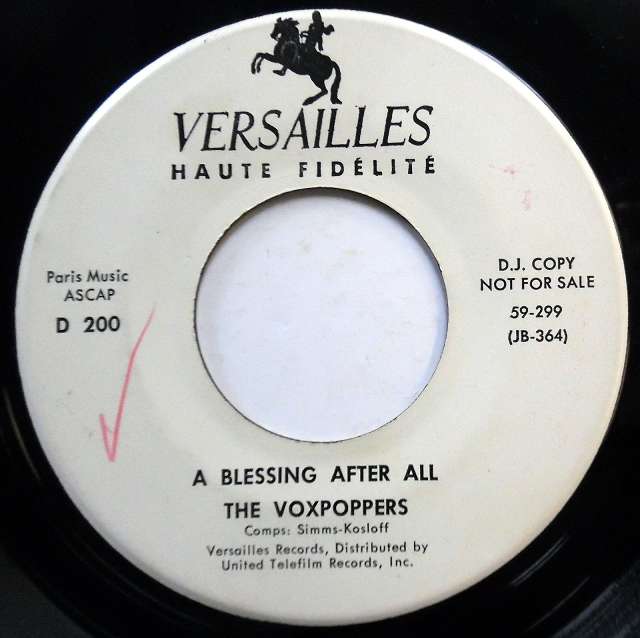 VERSAILLES
HAUTE FIDÉLITÉ
Paris Music
ASCAP
D 200
D.J. COPY
NOT FOR SALE
59-299
(JB-364)
A BLESSING AFTER ALL
THE VOXPOPPERS
Comps: Simms-Kosloff
Versailles Records, Distributed by
United Telefilm Records, Inc.